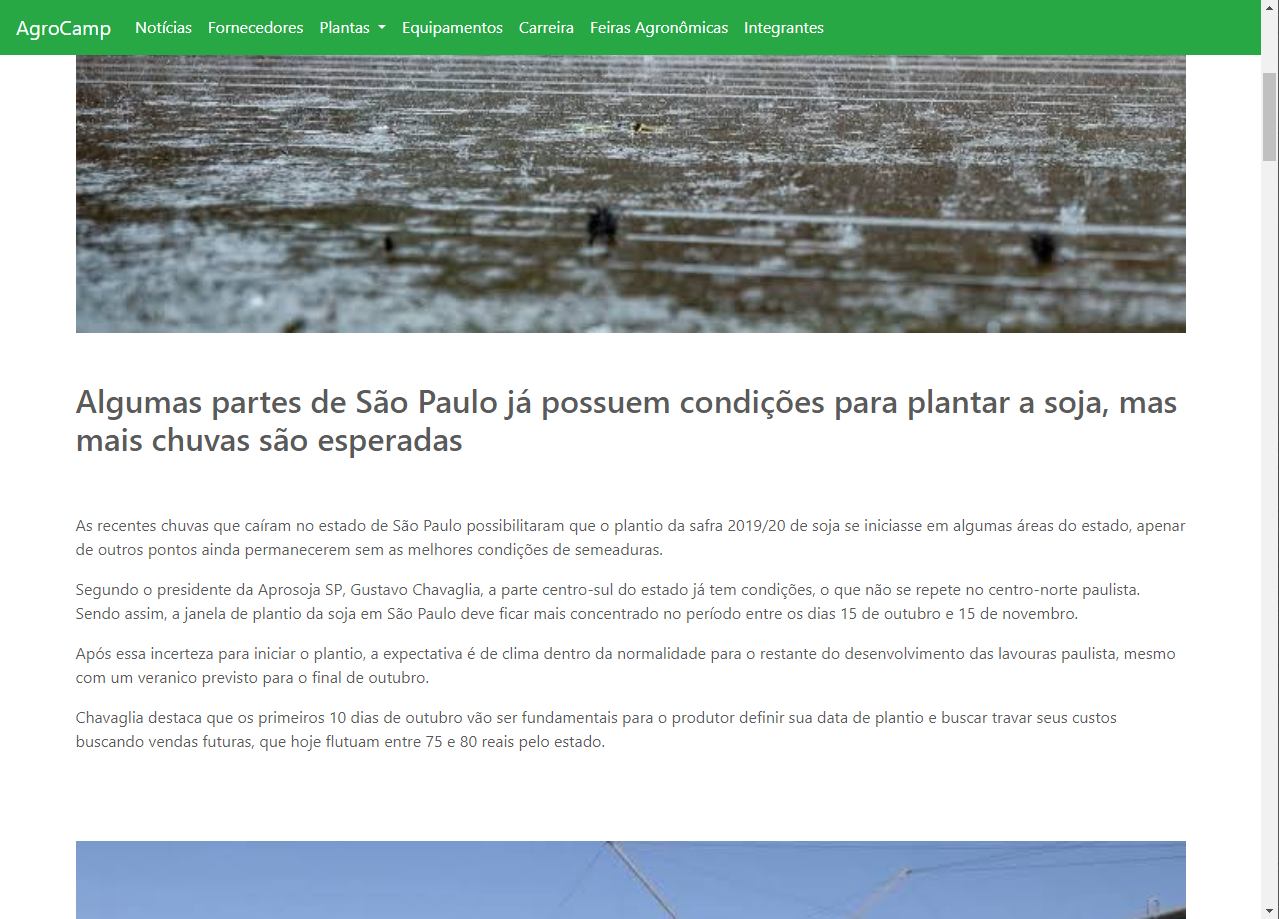 AgroCamp Notícias Fornecedores Plantas Equipamentos Carreira Feiras Agronômicas Integrantes
Algumas partes de São Paulo já possuem condições para plantar a soja, mas
mais chuvas são esperadas
As recentes chuvas que caíram no estado de São Paulo possibilitaram que o plantio da safra 2019/20 de soja se iniciasse em algumas áreas do estado, apenar
de outros pontos ainda permanecerem sem as melhores condições de semeaduras.
Segundo o presidente da Aprosoja SP, Gustavo Chavaglia, a parte centro-sul do estado já tem condições, o que não se repete no centro-norte paulista.
Sendo assim, a janela de plantio da soja em São Paulo deve ficar mais concentrado no período entre os dias 15 de outubro e 15 de novembro.
Após essa incerteza para iniciar o plantio, a expectativa é de clima dentro da normalidade para o restante do desenvolvimento das lavouras paulista, mesmo
com um veranico previsto para o final de outubro.
Chavaglia destaca que os primeiros 10 dias de outubro vão ser fundamentais para o produtor definir sua data de plantio e buscar travar seus custos
buscando vendas futuras, que hoje flutuam entre 75 e 80 reais pelo estado.